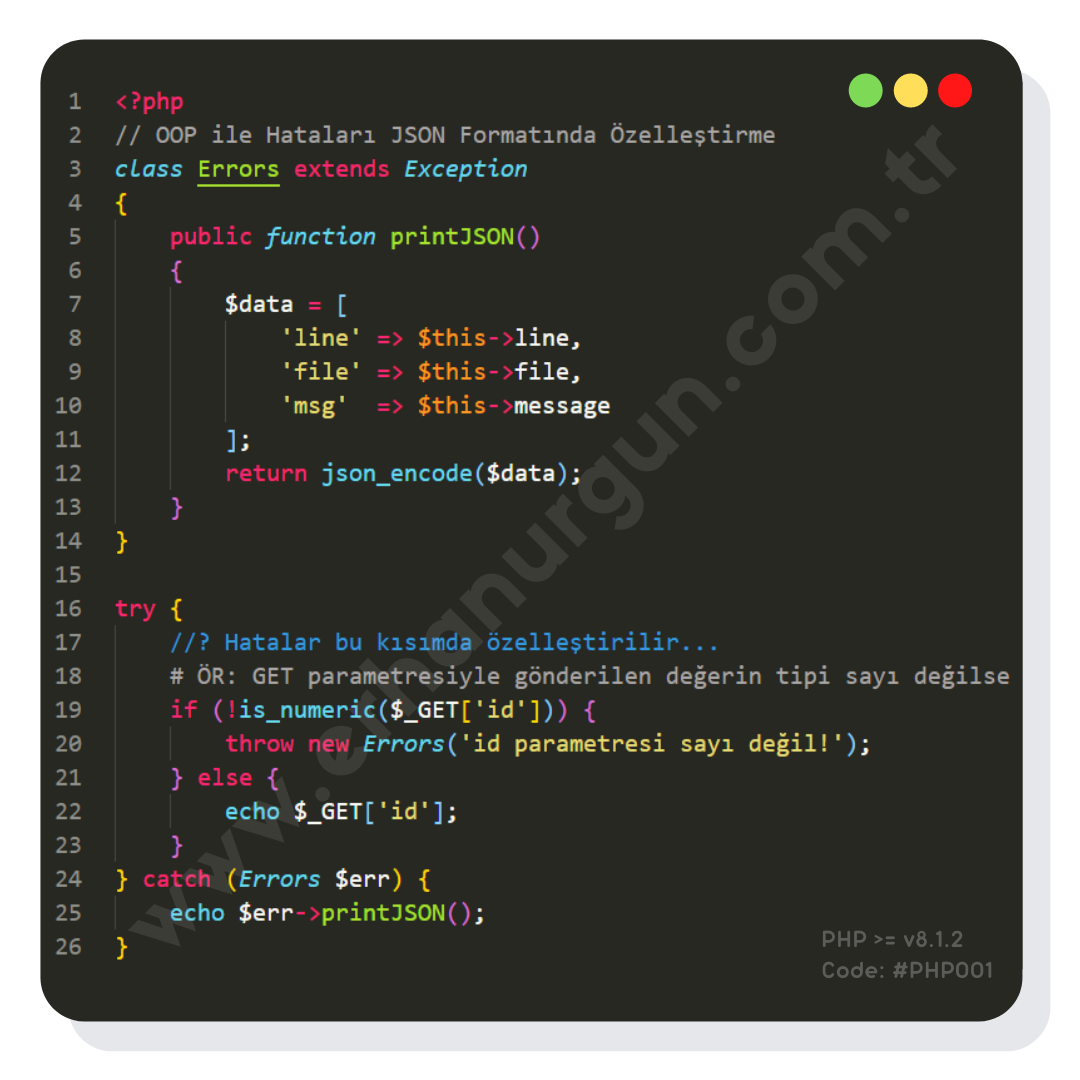 1 <?php
2 // OOP ile Hataları JSON Formatında Özelleştirme
3 class Errors extends Exception
4 {
5     public function printJSON()
6     {
7         $data = [
8             'line' => $this->line,
9             'file' => $this->file,
10             'msg'  => $this->message
11         ];
12         return json_encode($data);
13     }
14 }
15
16 try {
17     //? Hatalar bu kısımda özelleştirilir...
18     # ÖR: GET parametresiyle gönderilen değerin tipi sayı değilse
19     if (!is_numeric($_GET['id'])) {
20         throw new Errors('id parametresi sayı değil!');
21     } else {
22         echo $_GET['id'];
23     }
24 } catch (Errors $err) {
25     echo $err->printJSON();
26 }
www.erhanurgun.com.tr
PHP >= v8.1.2
Code: #PHP001